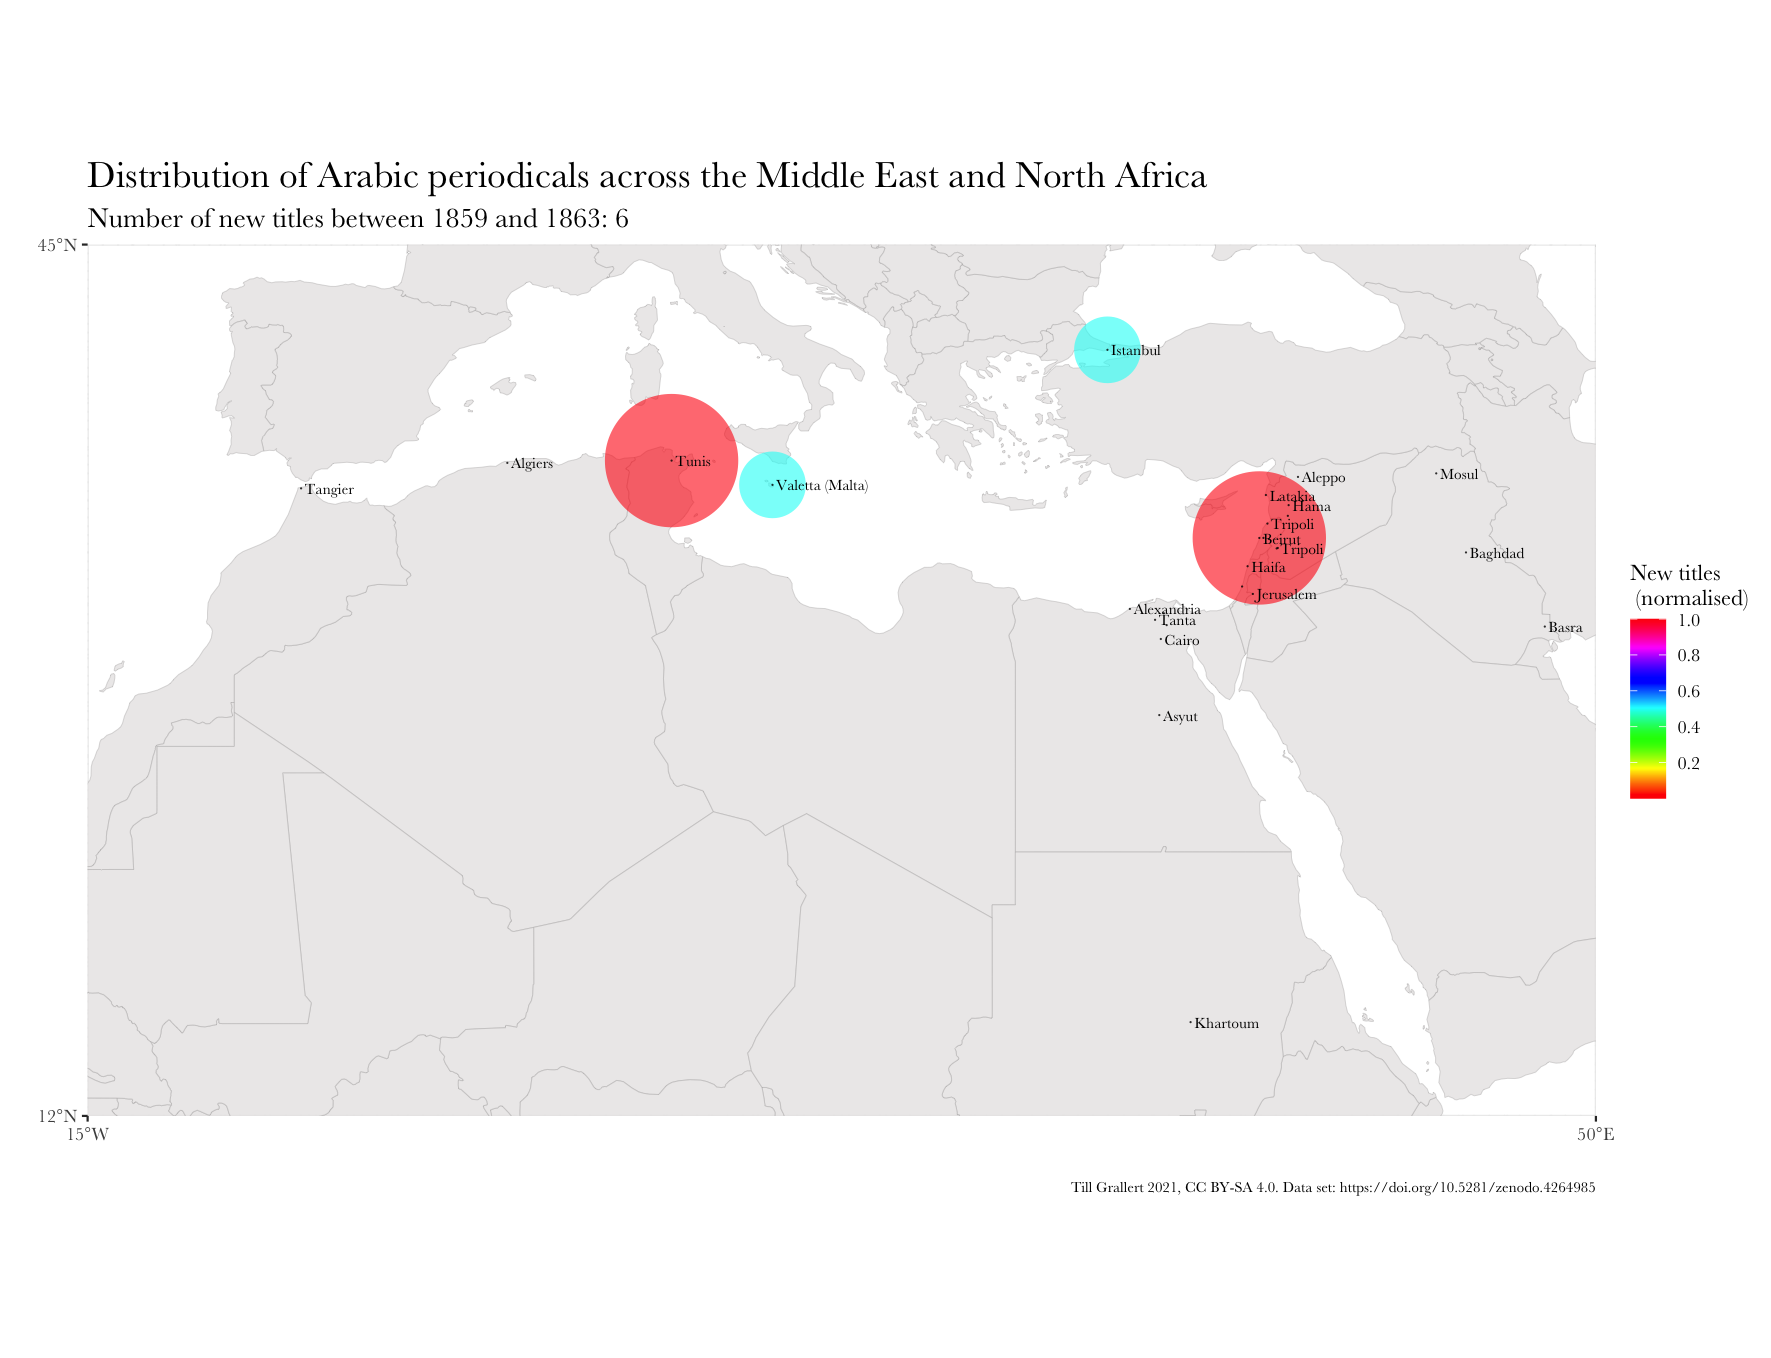 Distribution of Arabic periodicals across the Middle East and North Africa
Number of new titles between 1859 and 1863: 6
45°N
Istanbul
Tunis
Algiers
Valetta (Malta)
Tangier
Aleppo
Mosul
Latakia
Hama
Tripoli
Beirut
Tripoli
Baghdad
Haifa
Jerusalem
Alexandria
Tanta
Cairo
Basra
Asyut
Khartoum
New titles
(normalised)
1.0
0.8
0.6
0.4
0.2
12°N
15°W
50°E
Till Grallert 2021, CC BY-SA 4.0. Data set: https://doi.org/10.5281/zenodo.4264985